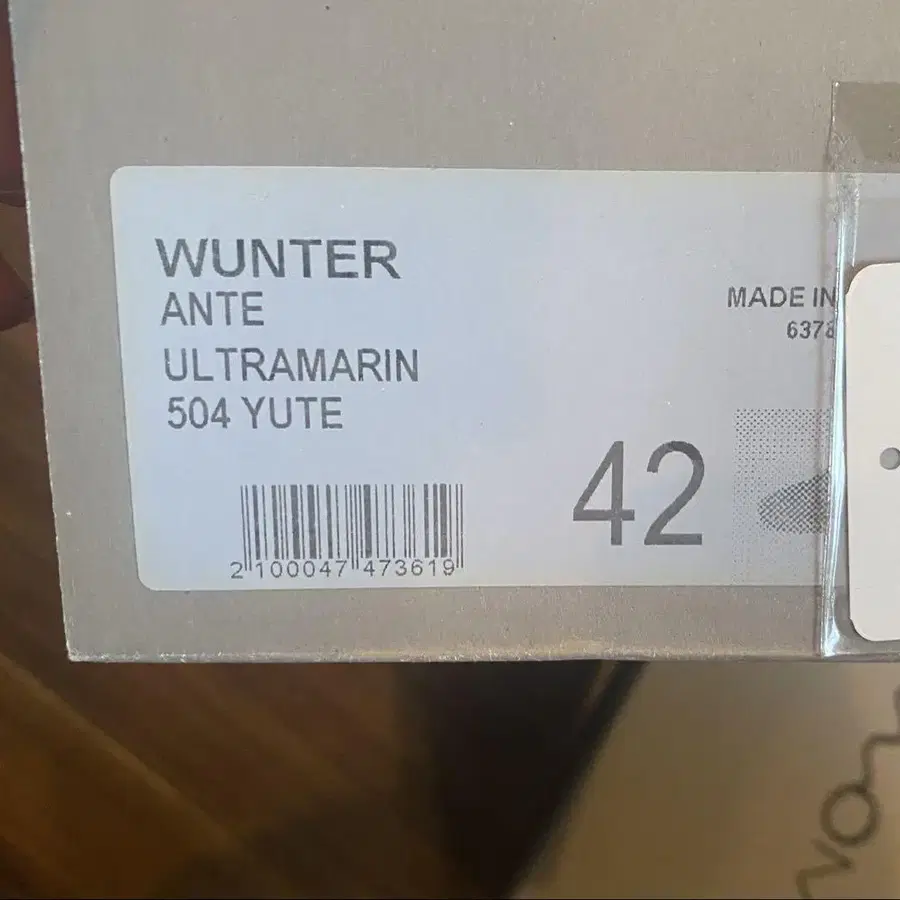 WUNTER
ANTE
ULTRAMARIN
504 YUTE
MADE IN
6378
42
2 100047 473619